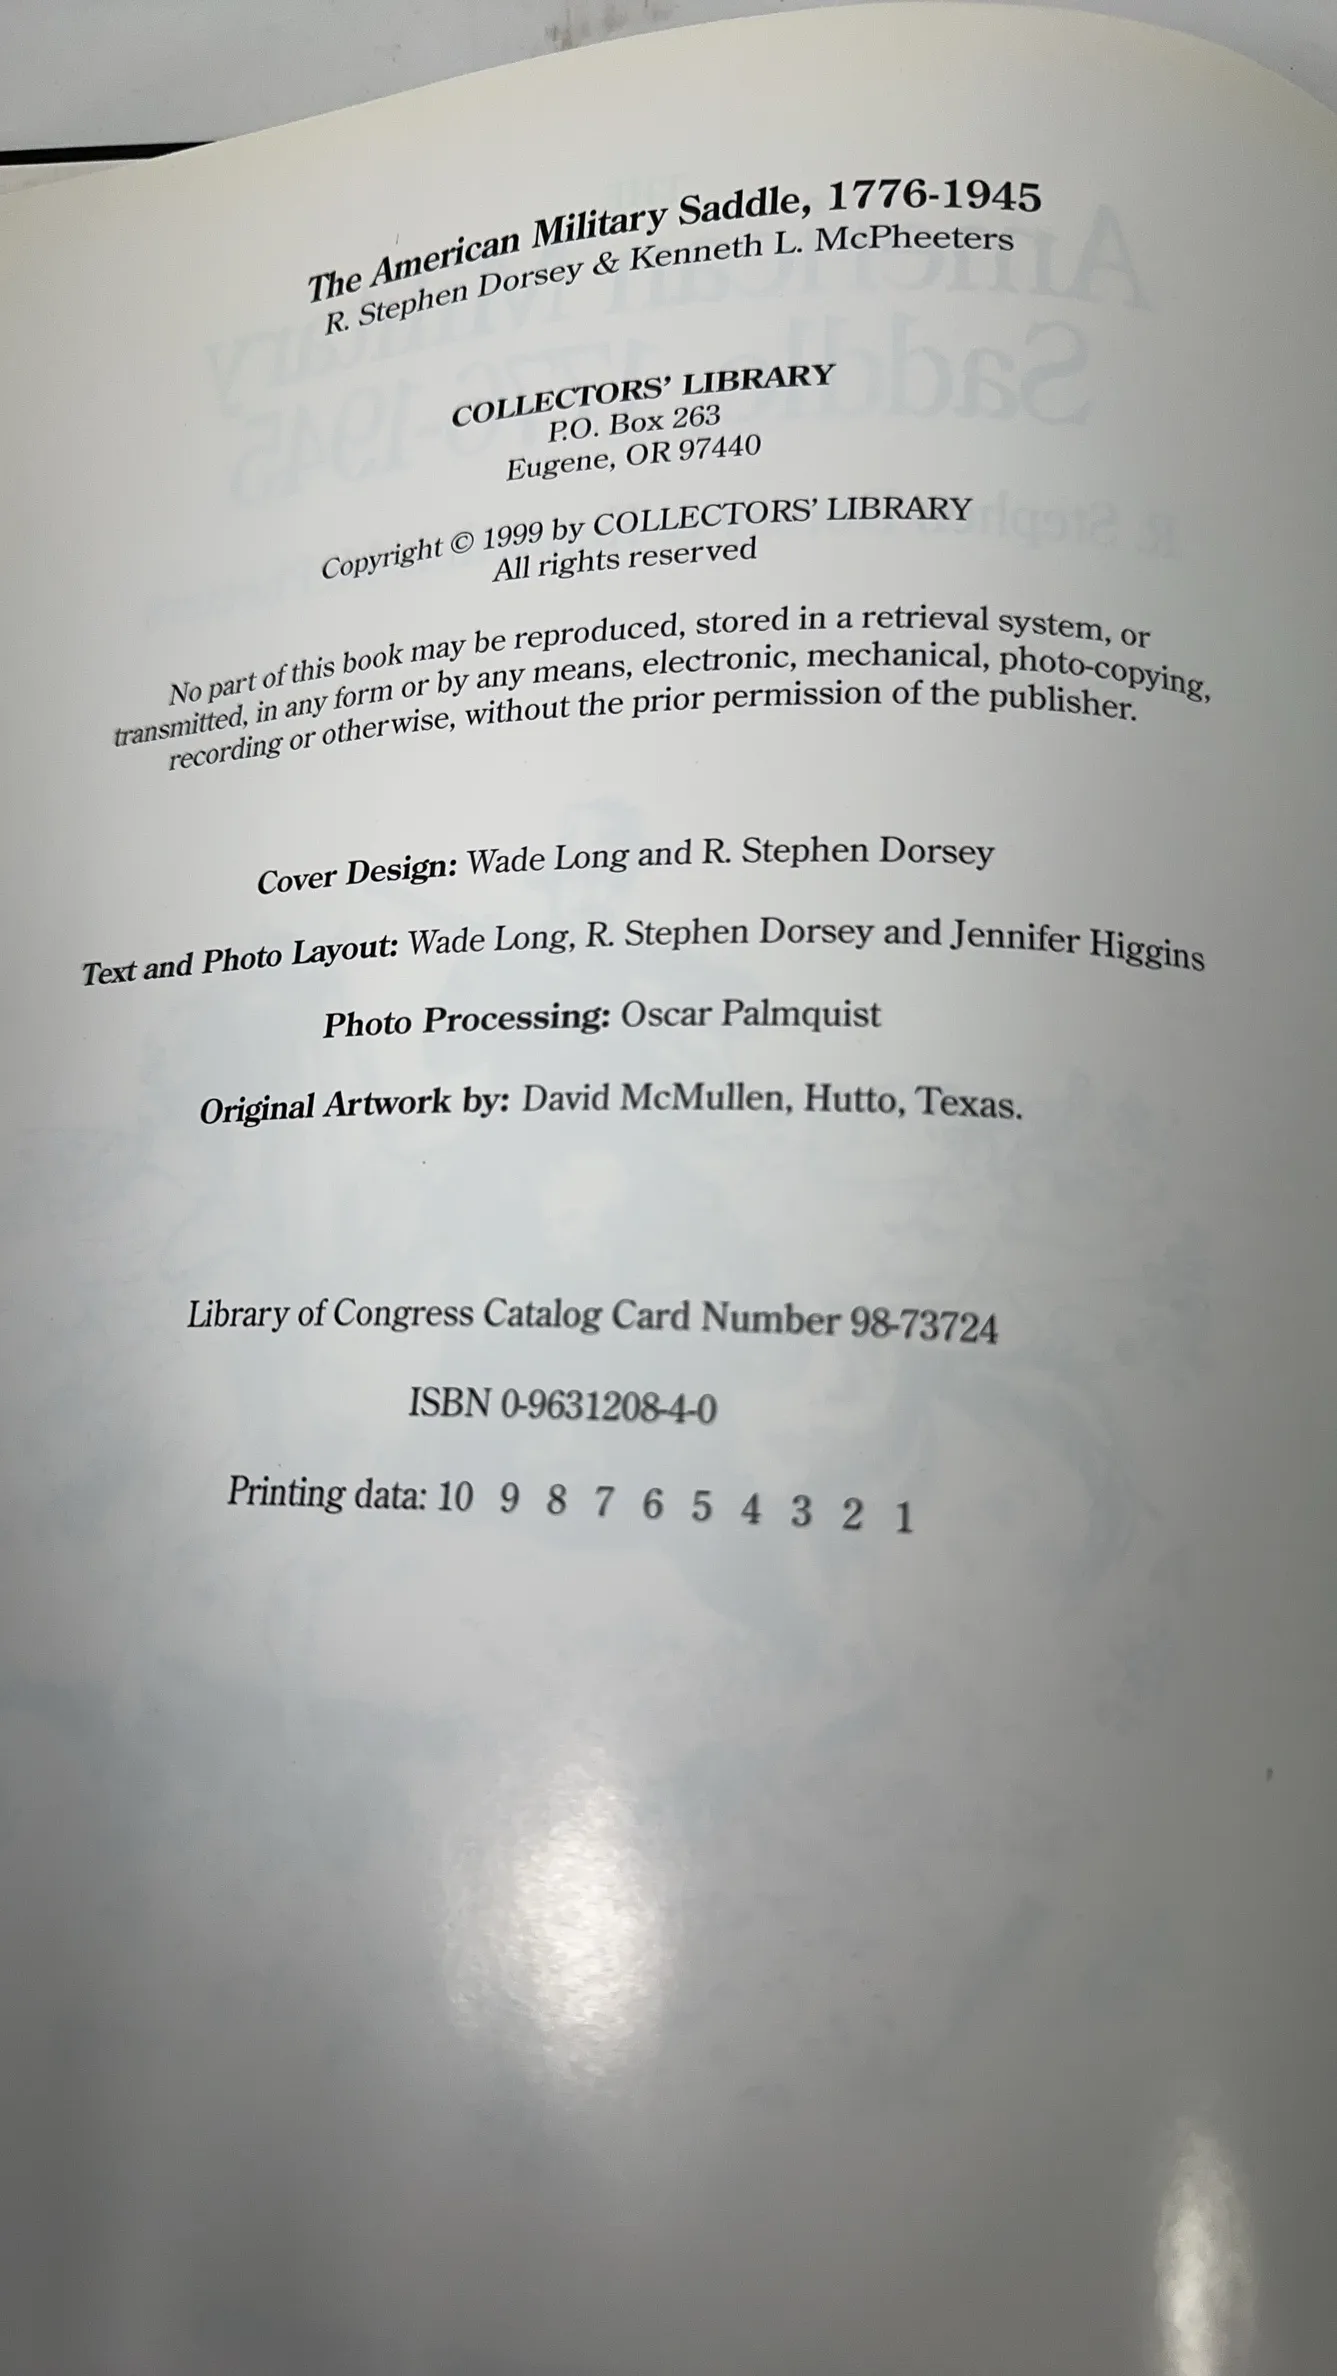 The American Military Saddle, 1776-1945
R. Stephen Dorsey & Kenneth L. McPheeters
COLLECTORS' LIBRARY
P.O. Box 263
Eugene, OR 97440
Copyright © 1999 by COLLECTORS' LIBRARY
All rights reserved
No part of this book may be reproduced, stored in a retrieval system, or
transmitted, in any form or by any means, electronic, mechanical, photo-copying,
recording or otherwise, without the prior permission of the publisher.
Cover Design: Wade Long and R. Stephen Dorsey
Text and Photo Layout: Wade Long, R. Stephen Dorsey and Jennifer Higgins
Photo Processing: Oscar Palmquist
Original Artwork by: David McMullen, Hutto, Texas.
Library of Congress Catalog Card Number 98-73724
ISBN 0-9631208-4-0
Printing data: 10 9 8 7 6 5 4 3 2 1